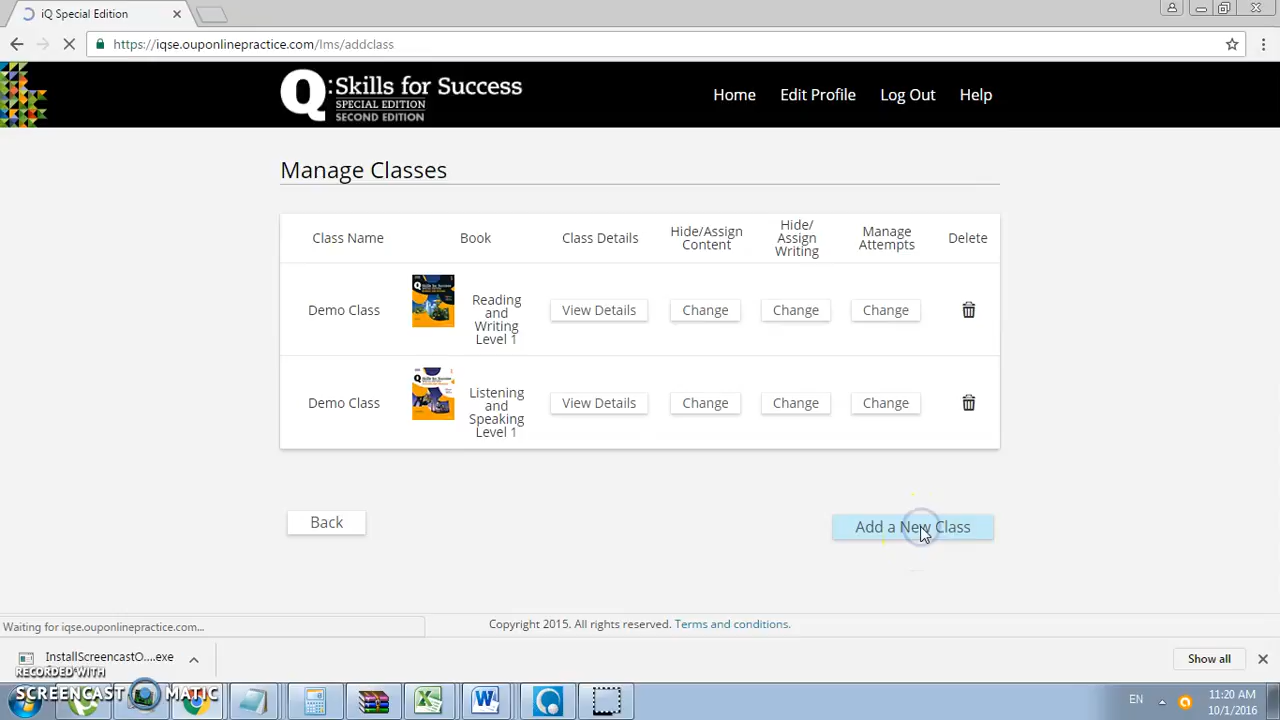 iQ Special Edition
https://iqse.ouponlinepractice.com/lms/addclass
Q: Skills for Success
SPECIAL EDITION
SECOND EDITION
Home Edit Profile Log Out Help
Manage Classes
Class Name Book Class Details Hide/Assign Content Hide/ Assign Writing Manage Attempts Delete
Demo Class Reading and Writing Level 1 View Details Change Change Change
Demo Class Listening and Speaking Level 1 View Details Change Change Change
Back Add a New Class
Waiting for iqse.ouponlinepractice.com...
Copyright 2015. All rights reserved. Terms and conditions.
InstallScreencastO....exe
Show all
RECORDED WITH
SCREENCAST MATIC
EN
11:20 AM
10/1/2016